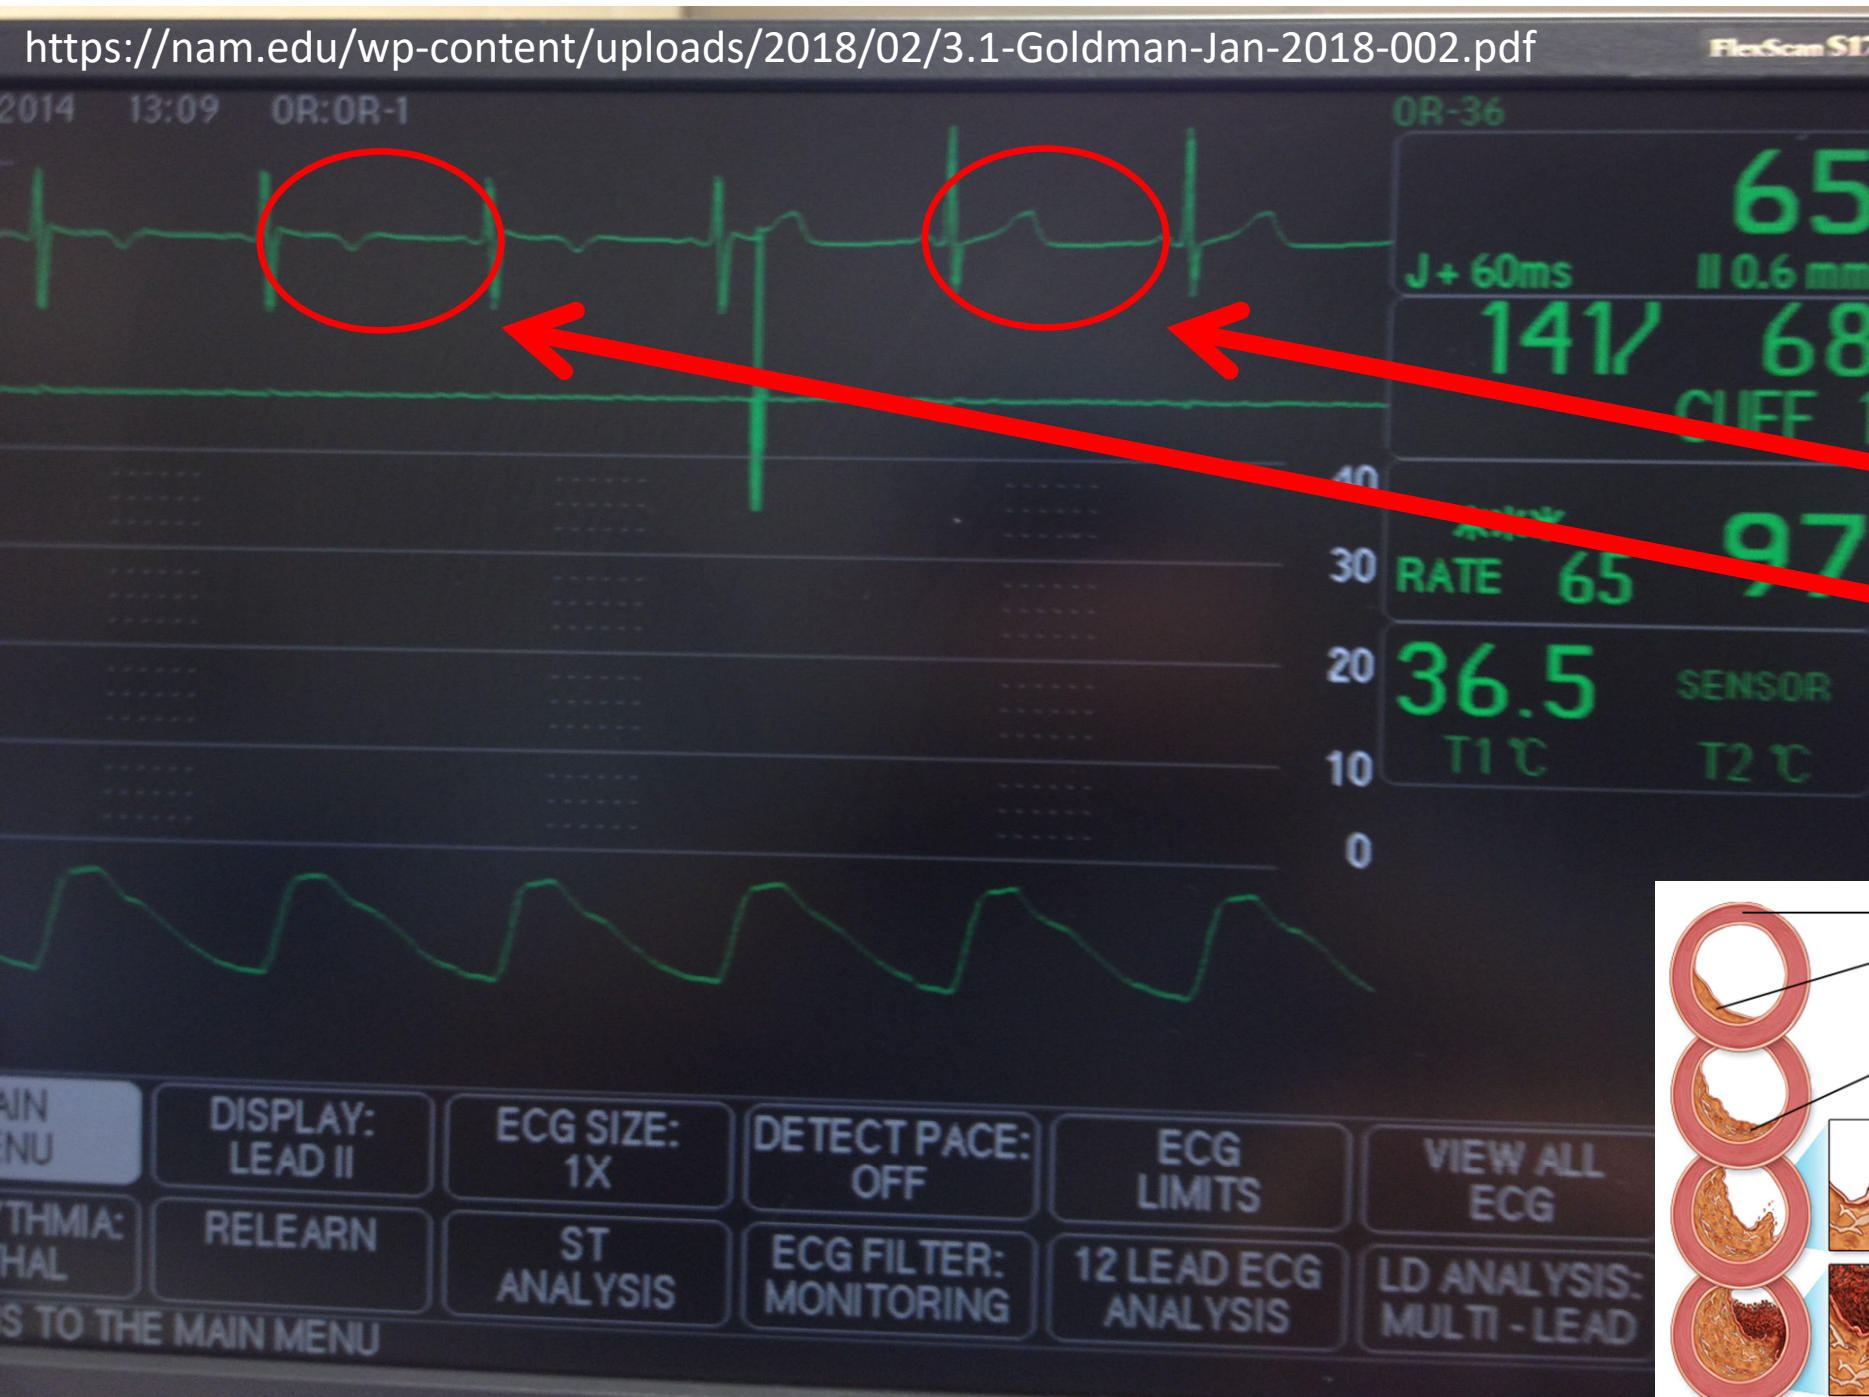 https://nam.edu/wp-content/uploads/2018/02/3.1-Goldman-Jan-2018-002.pdf
FlexScan
2014 13:09 OR:OR-1
OR-36
65
J + 60ms II 0.6 mm
141/ 68
CUFF
40
97
30
RATE 65
20
36.5
SENSOR
T1 °C
T2 °C
10
0
AIN
ENU
DISPLAY:
LEAD II
ECG SIZE:
1X
DETECT PACE:
OFF
ECG
LIMITS
VIEW ALL
ECG
THMIA:
HAL
RELEARN
ST
ANALYSIS
ECG FILTER:
MONITORING
12 LEAD ECG
ANALYSIS
LD ANALYSIS:
MULTI - LEAD
S TO THE MAIN MENU